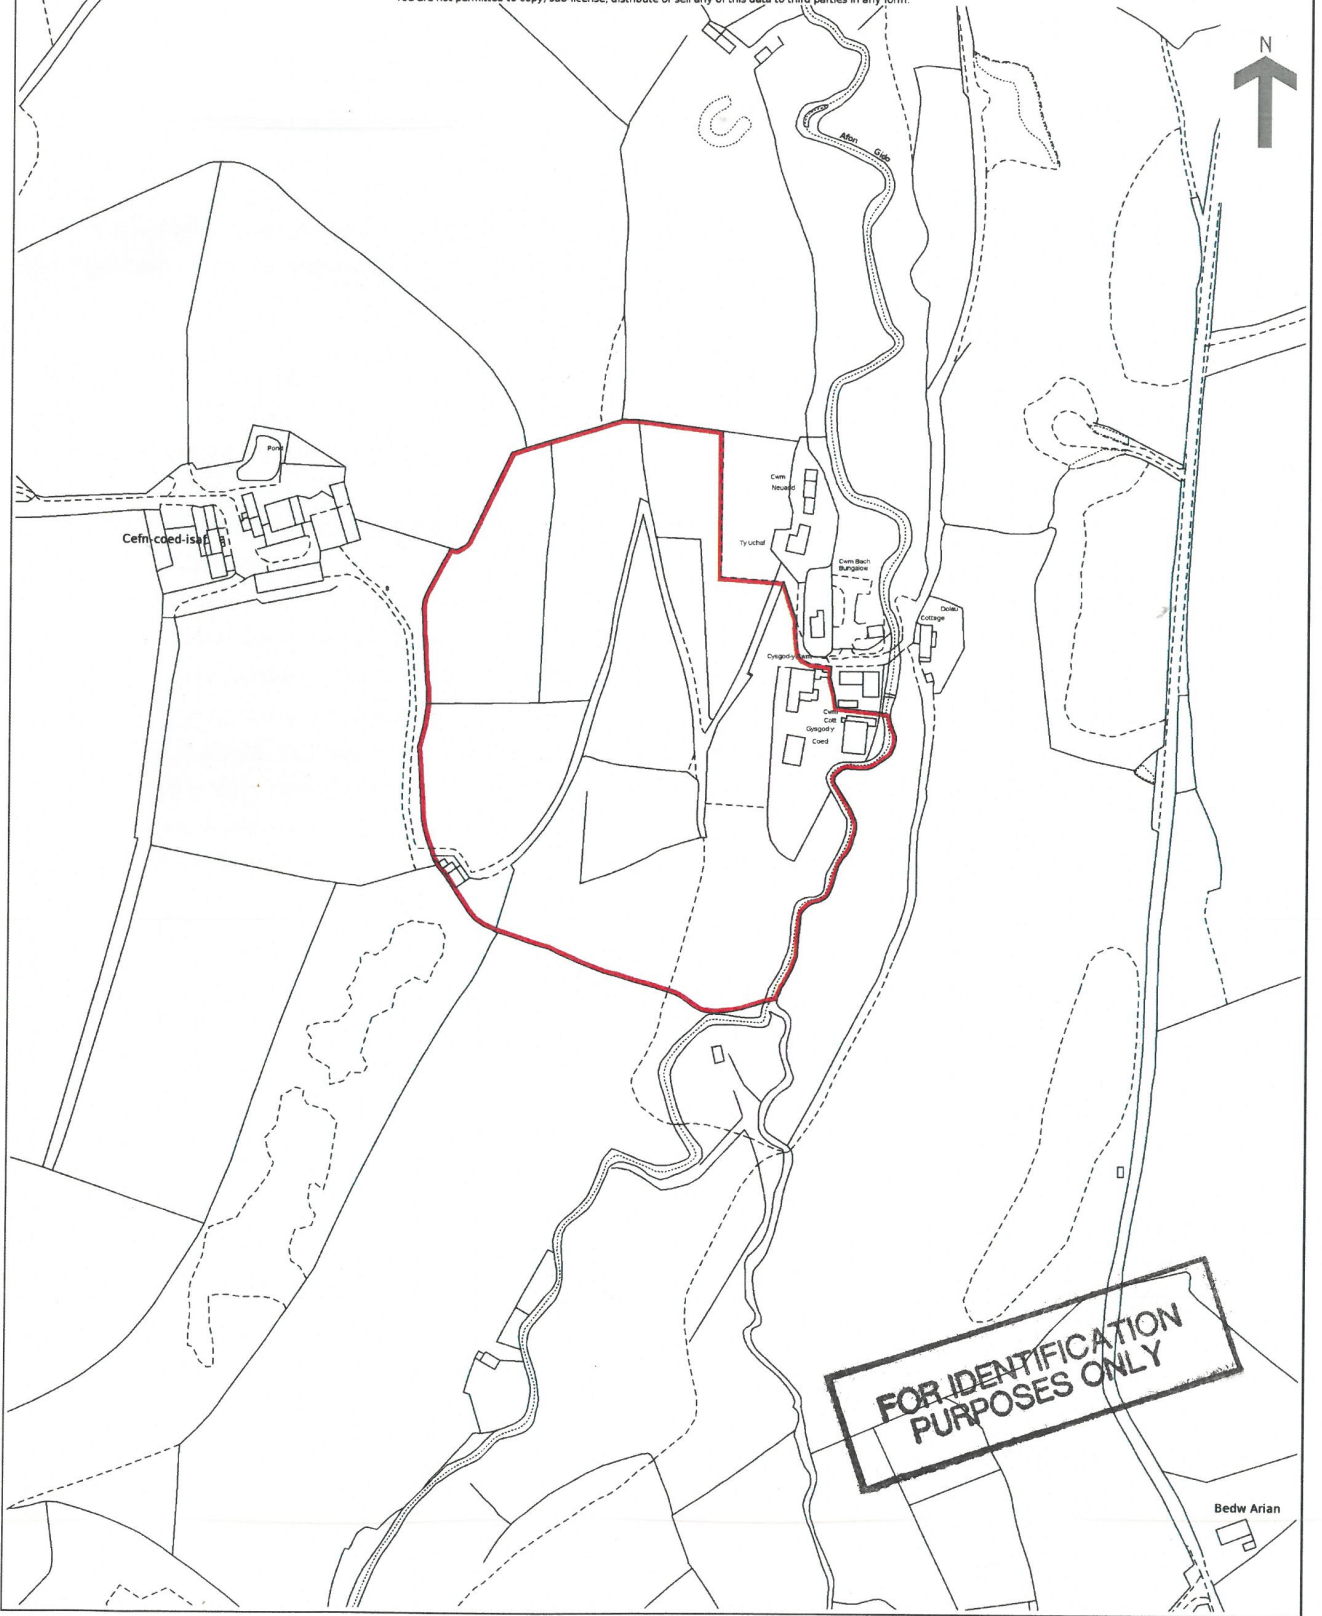 You are not permitted to copy, sub-license, distribute or sell any of this data to third parties in any form.
N
Afon
Gido
Pond
Cefn-coed-isaf
Cwm
Neuadd
Ty Uchaf
Cwm Bach
Bungalow
Dolau
Cottage
Cwm
Cott
Cysgod-y
Coed
FOR IDENTIFICATION
PURPOSES ONLY
Bedw Arian